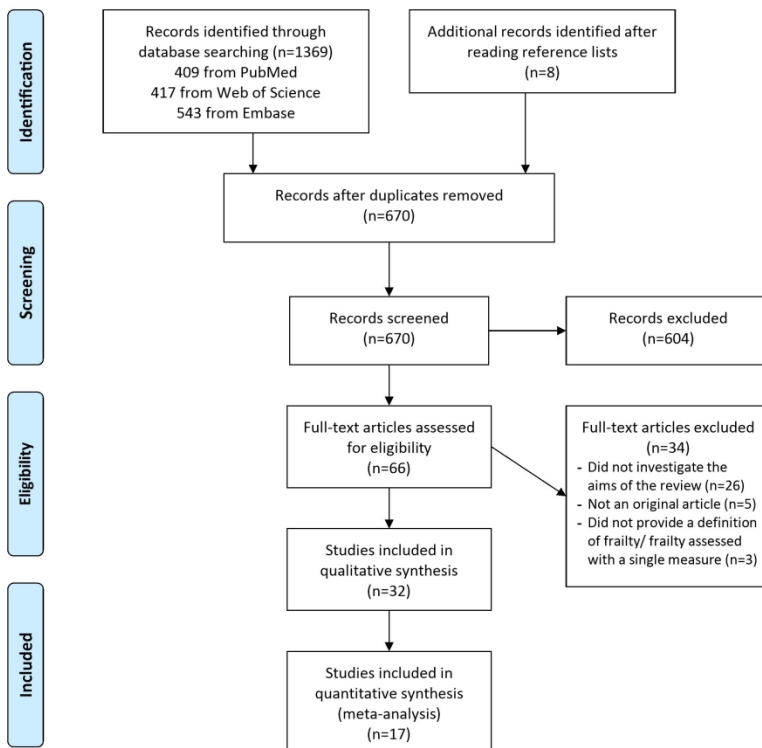 Identification
Records identified through
database searching (n=1369)
409 from PubMed
417 from Web of Science
543 from Embase
Additional records identified after
reading reference lists
(n=8)
Records after duplicates removed
(n=670)
Screening
Records screened
(n=670)
Records excluded
(n=604)
Eligibility
Full-text articles assessed
for eligibility
(n=66)
Full-text articles excluded
(n=34)
- Did not investigate the
aims of the review (n=26)
- Not an original article (n=5)
- Did not provide a definition
of frailty/ frailty assessed
with a single measure (n=3)
Studies included in
qualitative synthesis
(n=32)
Included
Studies included in
quantitative synthesis
(meta-analysis)
(n=17)